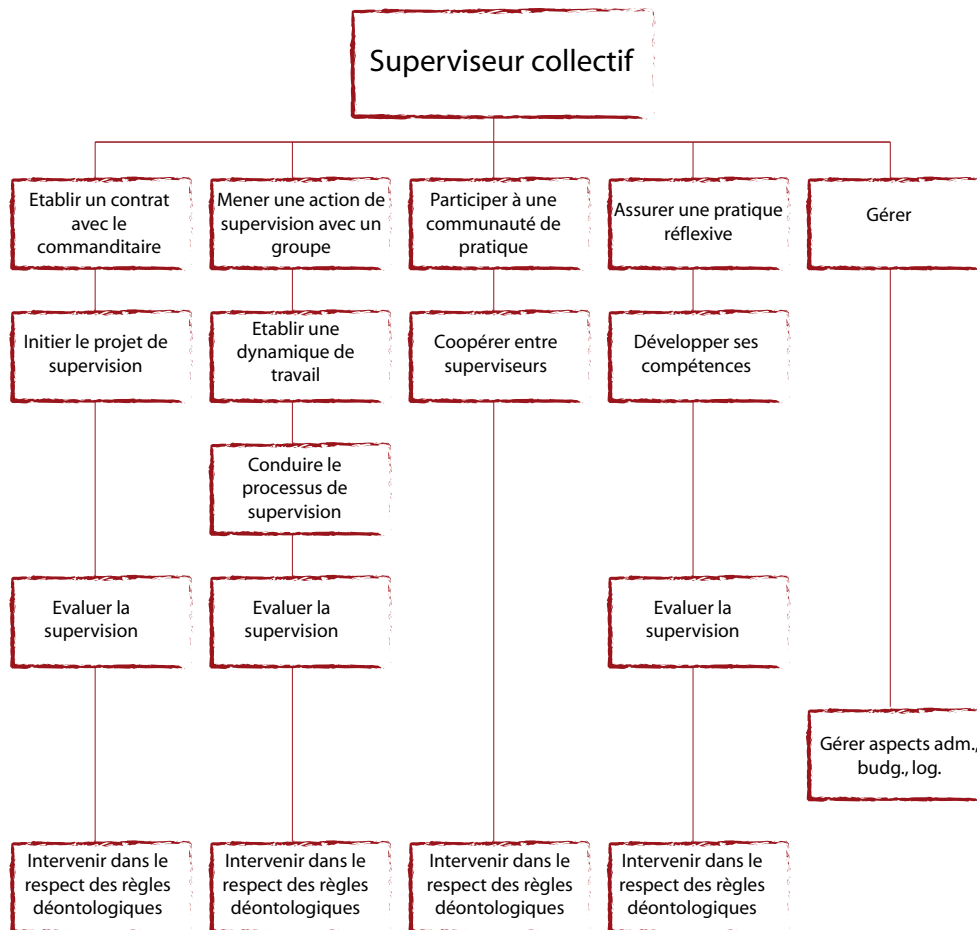 Superviseur collectif
Etablir un contrat
avec le
commanditaire
Mener une action de
supervision avec un
groupe
Participer à une
communauté de
pratique
Assurer une pratique
réflexive
Gérer
Initier le projet de
supervision
Etablir une
dynamique de
travail
Coopérer entre
superviseurs
Développer ses
compétences
Conduire le
processus de
supervision
Evaluer la
supervision
Evaluer la
supervision
Evaluer la
supervision
Gérer aspects adm.,
budg., log.
Intervenir dans le
respect des règles
déontologiques
Intervenir dans le
respect des règles
déontologiques
Intervenir dans le
respect des règles
déontologiques
Intervenir dans le
respect des règles
déontologiques